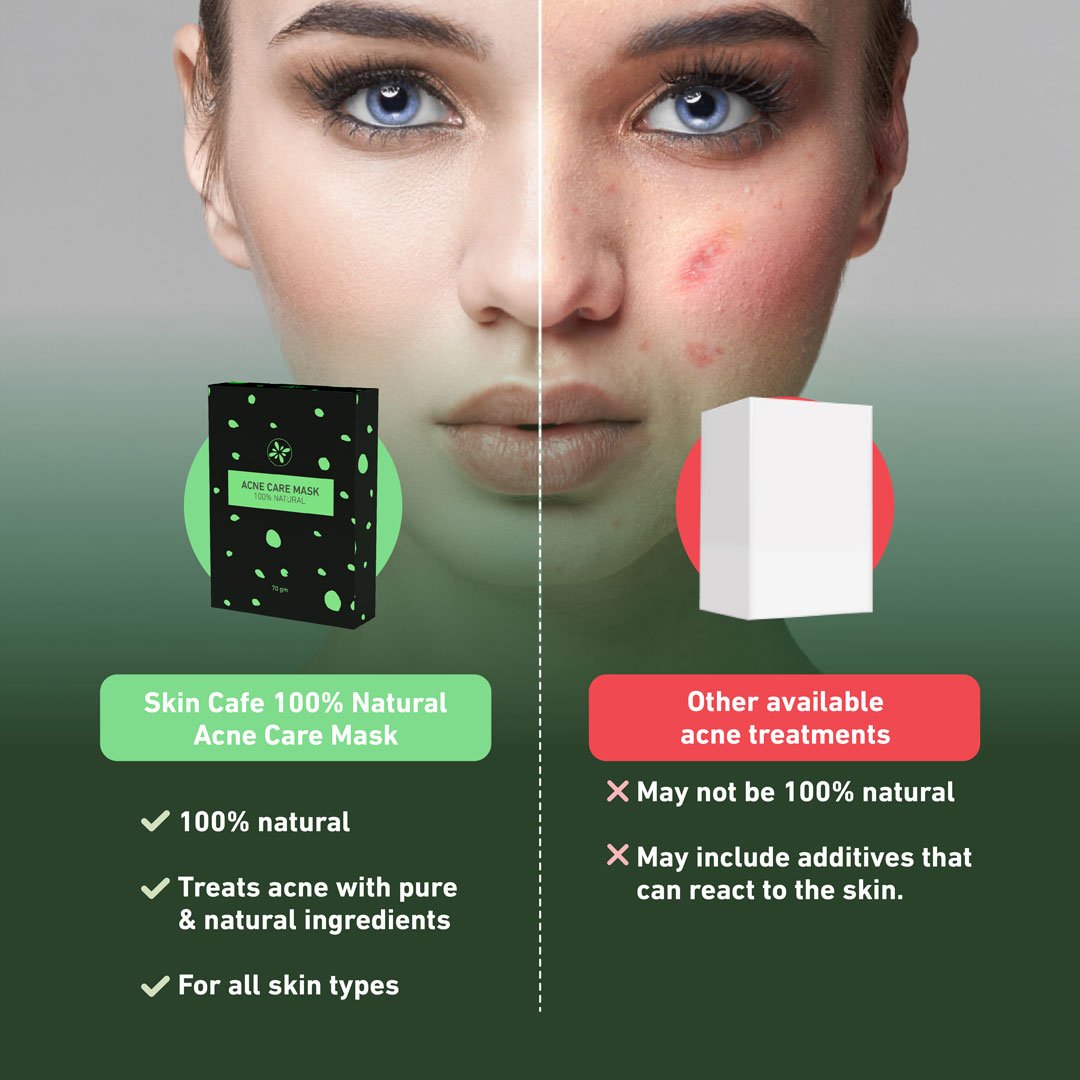 ACNE CARE MASK
100% NATURAL
70 gm
Skin Cafe 100% Natural
Acne Care Mask
100% natural
Treats acne with pure
& natural ingredients
For all skin types
Other available
acne treatments
May not be 100% natural
May include additives that
can react to the skin.